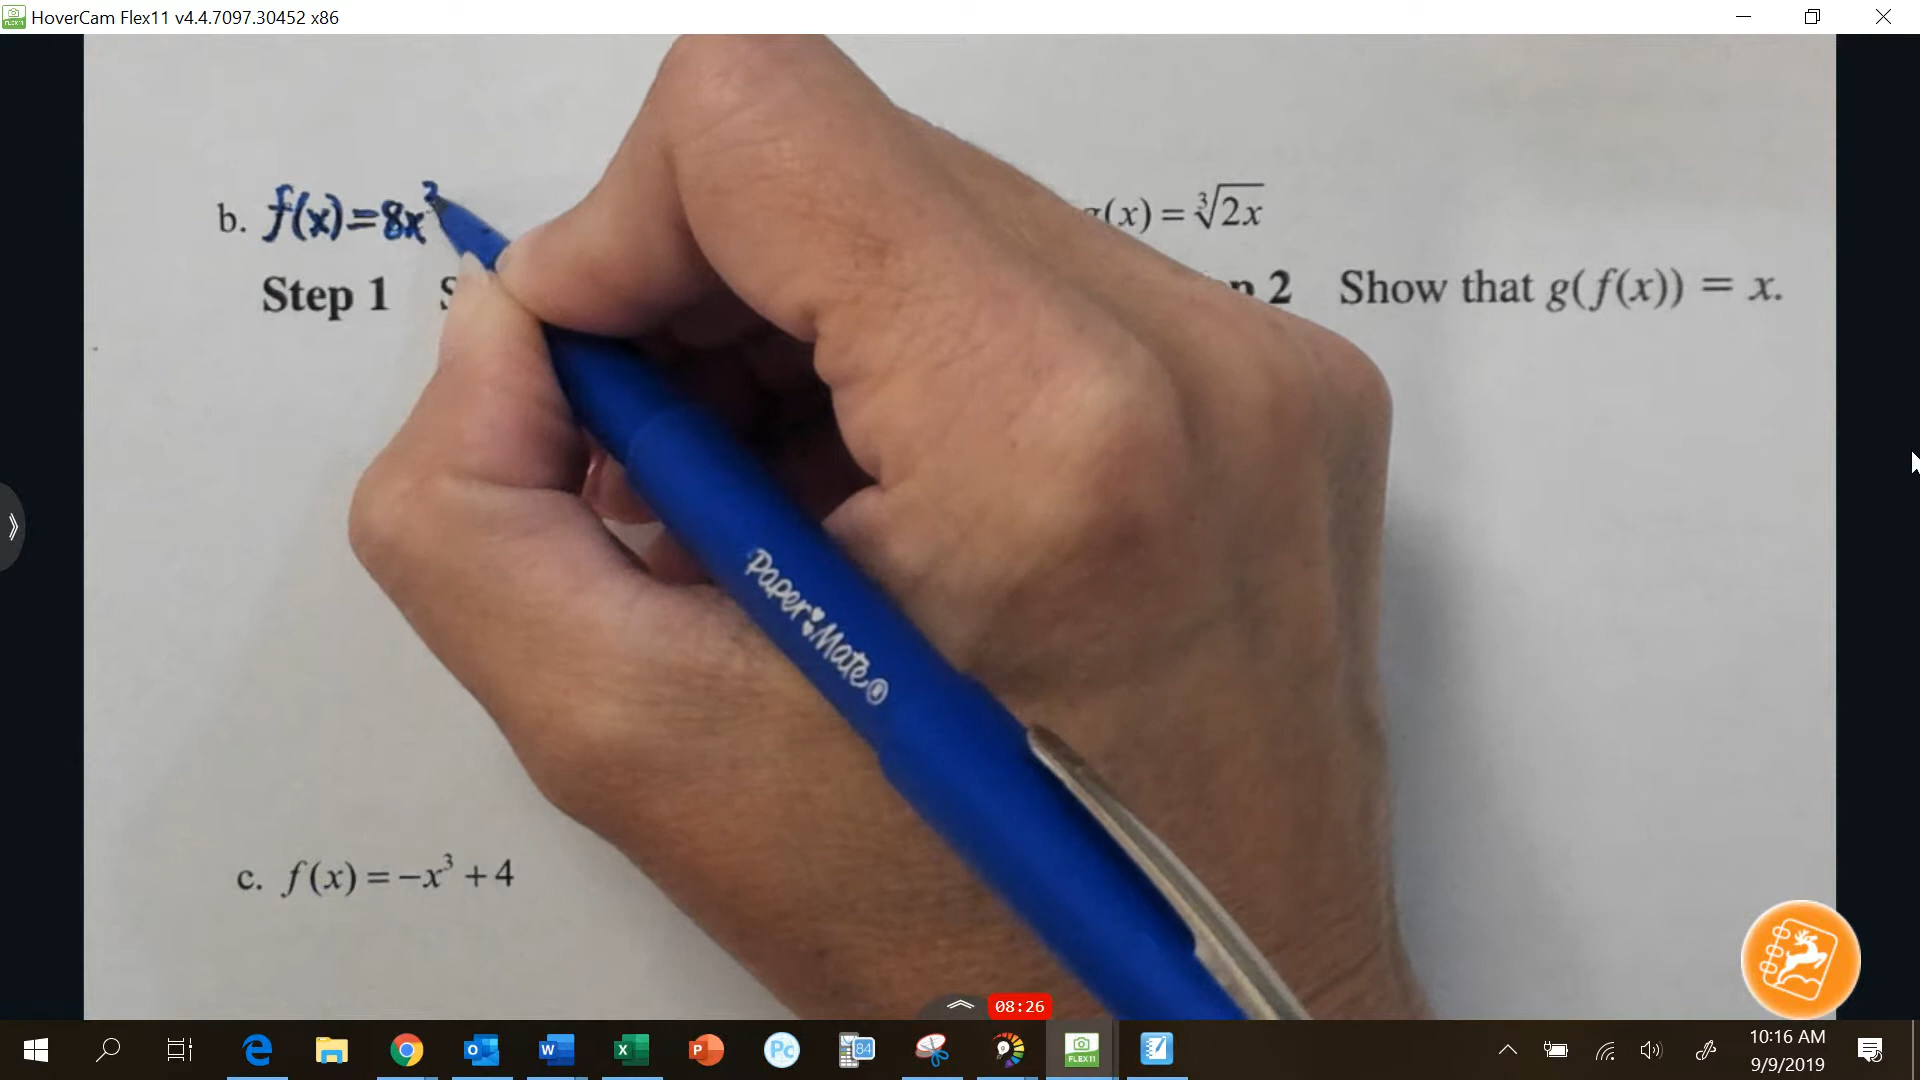 HoverCam Flex11 v4.4.7097.30452 x86
b. f(x)=8x³
(x) = ∛2x
Step 1
2 Show that g(f(x)) = x.
Paper Mate®
c. f(x) = −x³ + 4
08:26
10:16 AM
9/9/2019